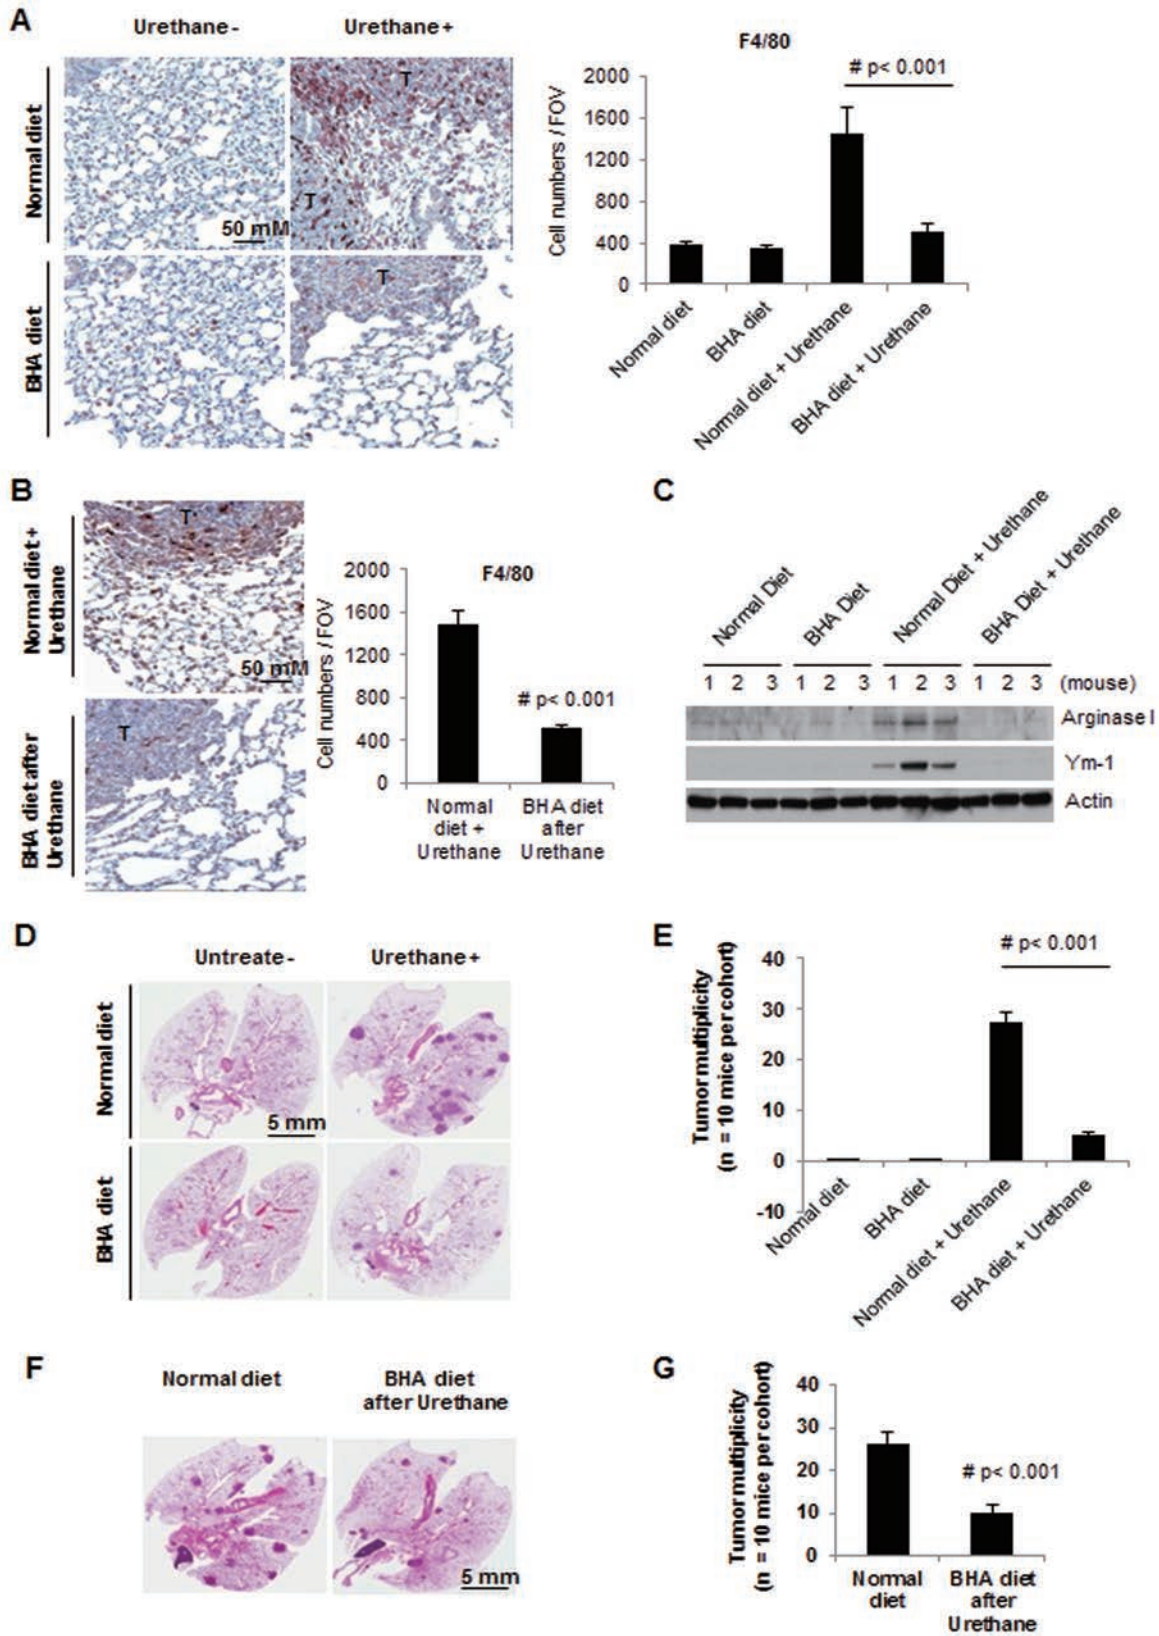 A
Urethane -
Urethane +
Normal diet
BHA diet
T
T
50 mM
T
F4/80
# p< 0.001
Cell numbers / FOV
2000
1600
1200
800
400
0
Normal diet
BHA diet
Normal diet + Urethane
BHA diet + Urethane
B
Normal diet +
Urethane
BHA diet after
Urethane
T
50 mM
T
F4/80
Cell numbers / FOV
2000
1600
1200
800
400
0
# p< 0.001
Normal
diet +
Urethane
BHA diet
after
Urethane
C
Normal Diet
BHA Diet
Normal Diet + Urethane
BHA Diet + Urethane
1 2 3 1 2 3 1 2 3 1 2 3 (mouse)
Arginase I
Ym-1
Actin
D
Untreate -
Urethane +
Normal diet
BHA diet
5 mm
E
# p< 0.001
Tumor multiplicity
(n = 10 mice per cohort)
40
30
20
10
0
-10
Normal diet
BHA diet
Normal diet + Urethane
BHA diet + Urethane
F
Normal diet
BHA diet
after Urethane
5 mm
G
Tumor multiplicity
(n = 10 mice per cohort)
40
30
20
10
0
# p< 0.001
Normal
diet
BHA diet
after
Urethane